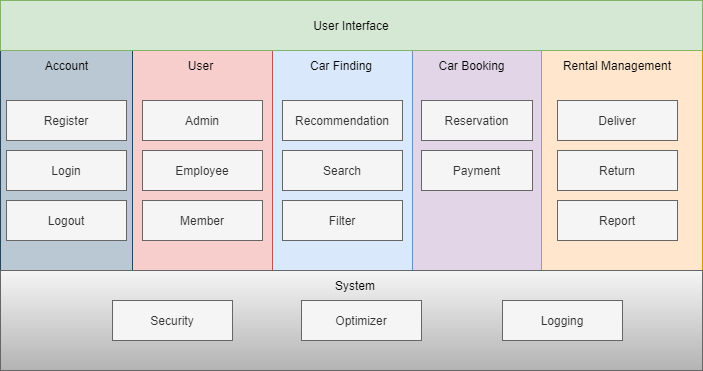 User Interface
Account
Register
Login
Logout
User
Admin
Employee
Member
Car Finding
Recommendation
Search
Filter
Car Booking
Reservation
Payment
Rental Management
Deliver
Return
Report
System
Security
Optimizer
Logging